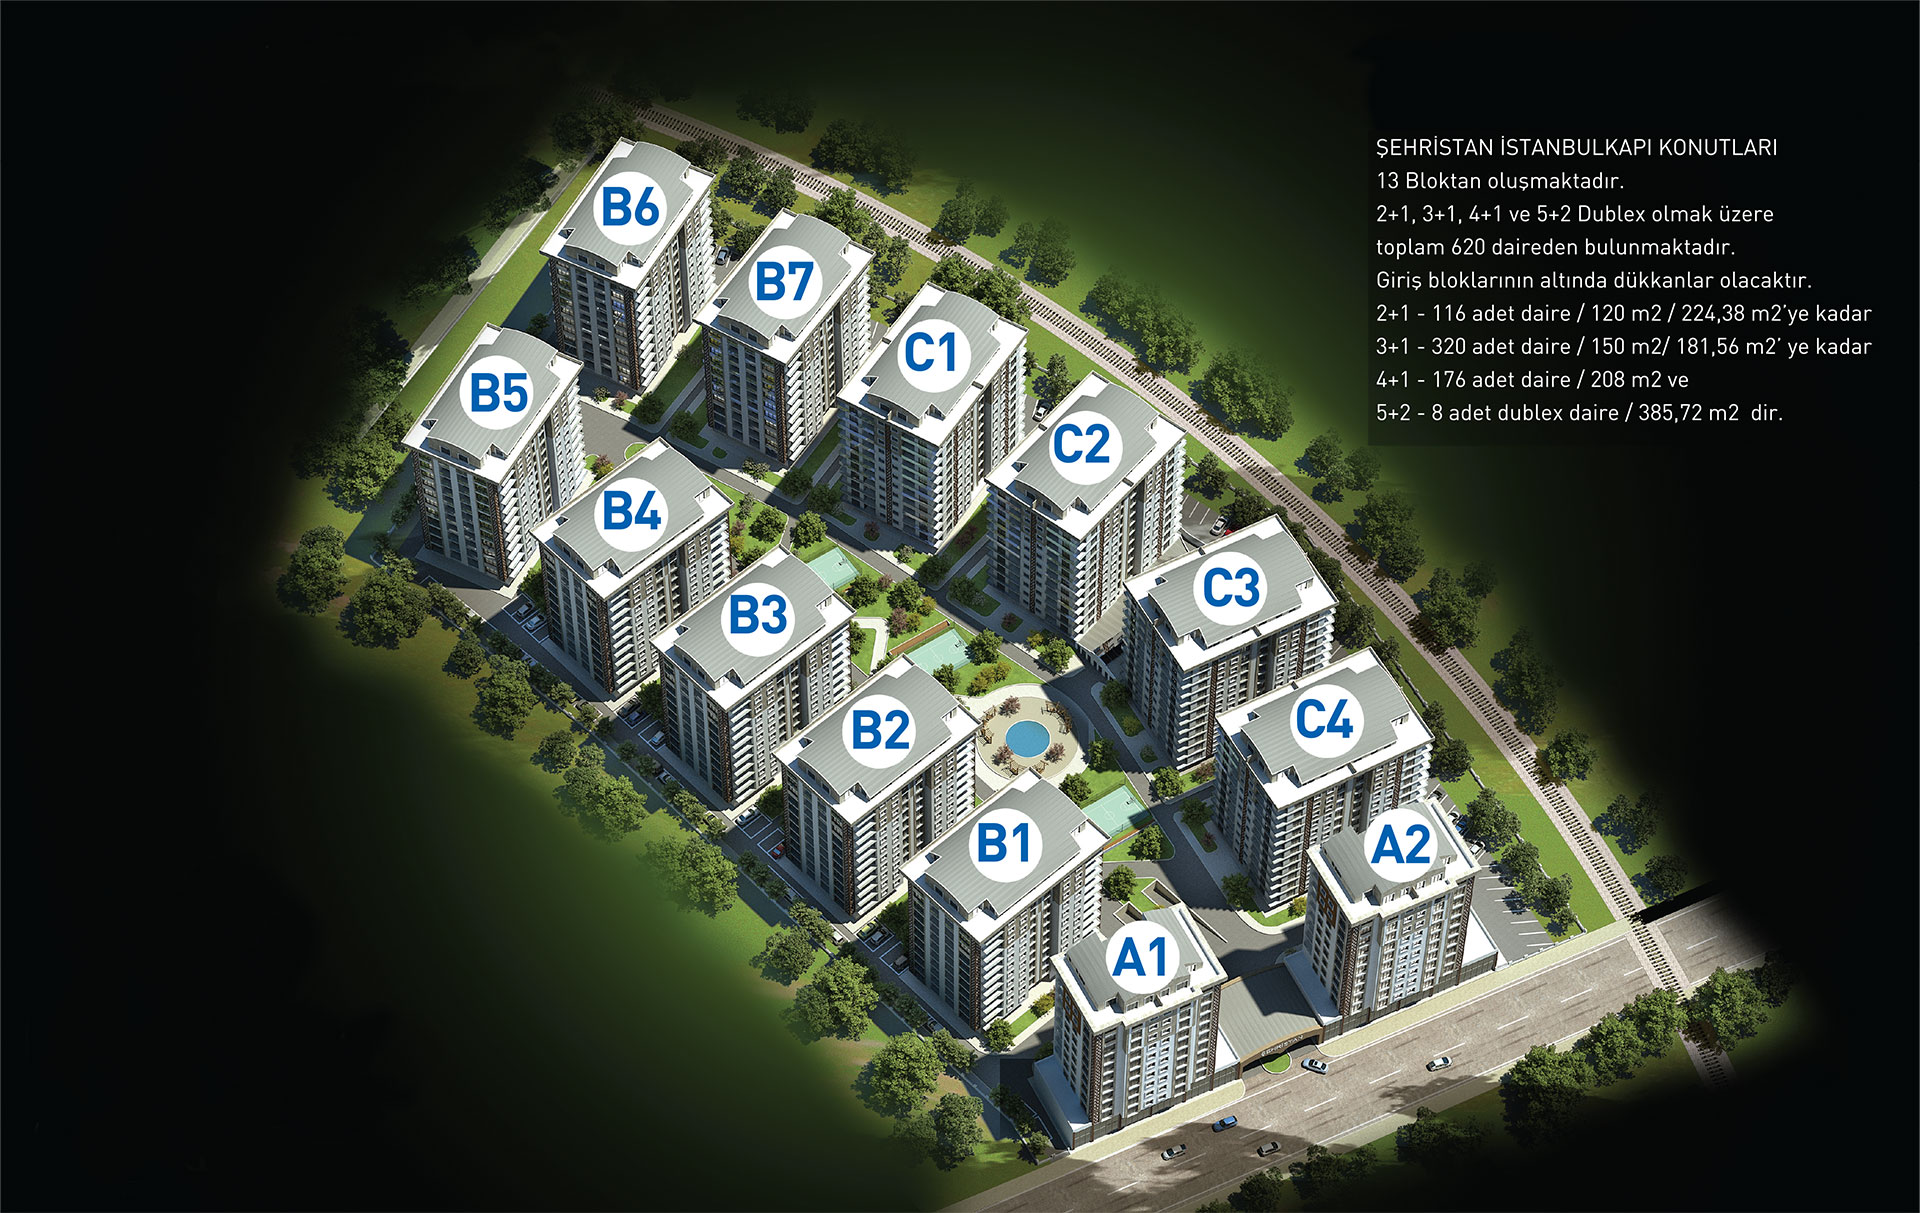 ŞEHRİSTAN İSTANBULKAPI KONUTLARI
13 Bloktan oluşmaktadır.
2+1, 3+1, 4+1 ve 5+2 Dublex olmak üzere
toplam 620 daireden bulunmaktadır.
Giriş bloklarının altında dükkanlar olacaktır.
2+1 - 116 adet daire / 120 m2 / 224,38 m2'ye kadar
3+1 - 320 adet daire / 150 m2/ 181,56 m2' ye kadar
4+1 - 176 adet daire / 208 m2 ve
5+2 - 8 adet dublex daire / 385,72 m2  dir.
B6
B7
C1
B5
C2
B4
C3
B3
C4
B2
B1
A2
A1
ŞEHRİSTAN